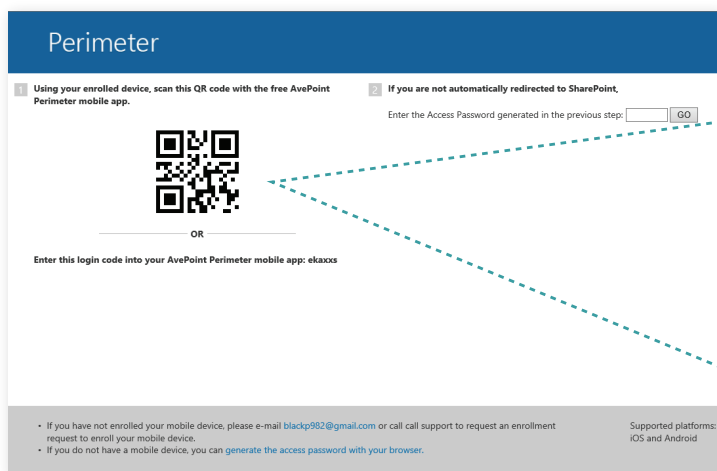 Perimeter
1 Using your enrolled device, scan this QR code with the free AvePoint
Perimeter mobile app.
OR
Enter this login code into your AvePoint Perimeter mobile app: ekaxxs
2 If you are not automatically redirected to SharePoint,
Enter the Access Password generated in the previous step: GO
• If you have not enrolled your mobile device, please e-mail blackp982@gmail.com or call call support to request an enrollment
request to enroll your mobile device.
• If you do not have a mobile device, you can generate the access password with your browser.
Supported platforms:
iOS and Android